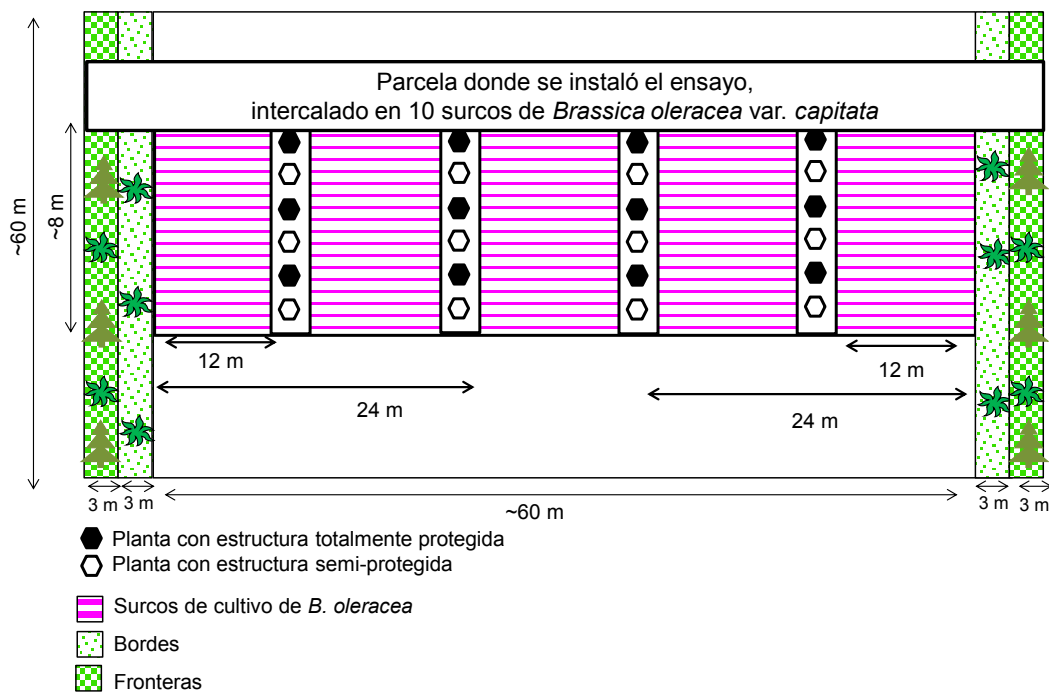 Parcela donde se instaló el ensayo,
intercalado en 10 surcos de Brassica oleracea var. capitata
~60 m
~8 m
12 m
12 m
24 m
24 m
3 m
3 m
~60 m
3 m
3 m
Planta con estructura totalmente protegida
Planta con estructura semi-protegida
Surcos de cultivo de B. oleracea
Bordes
Fronteras